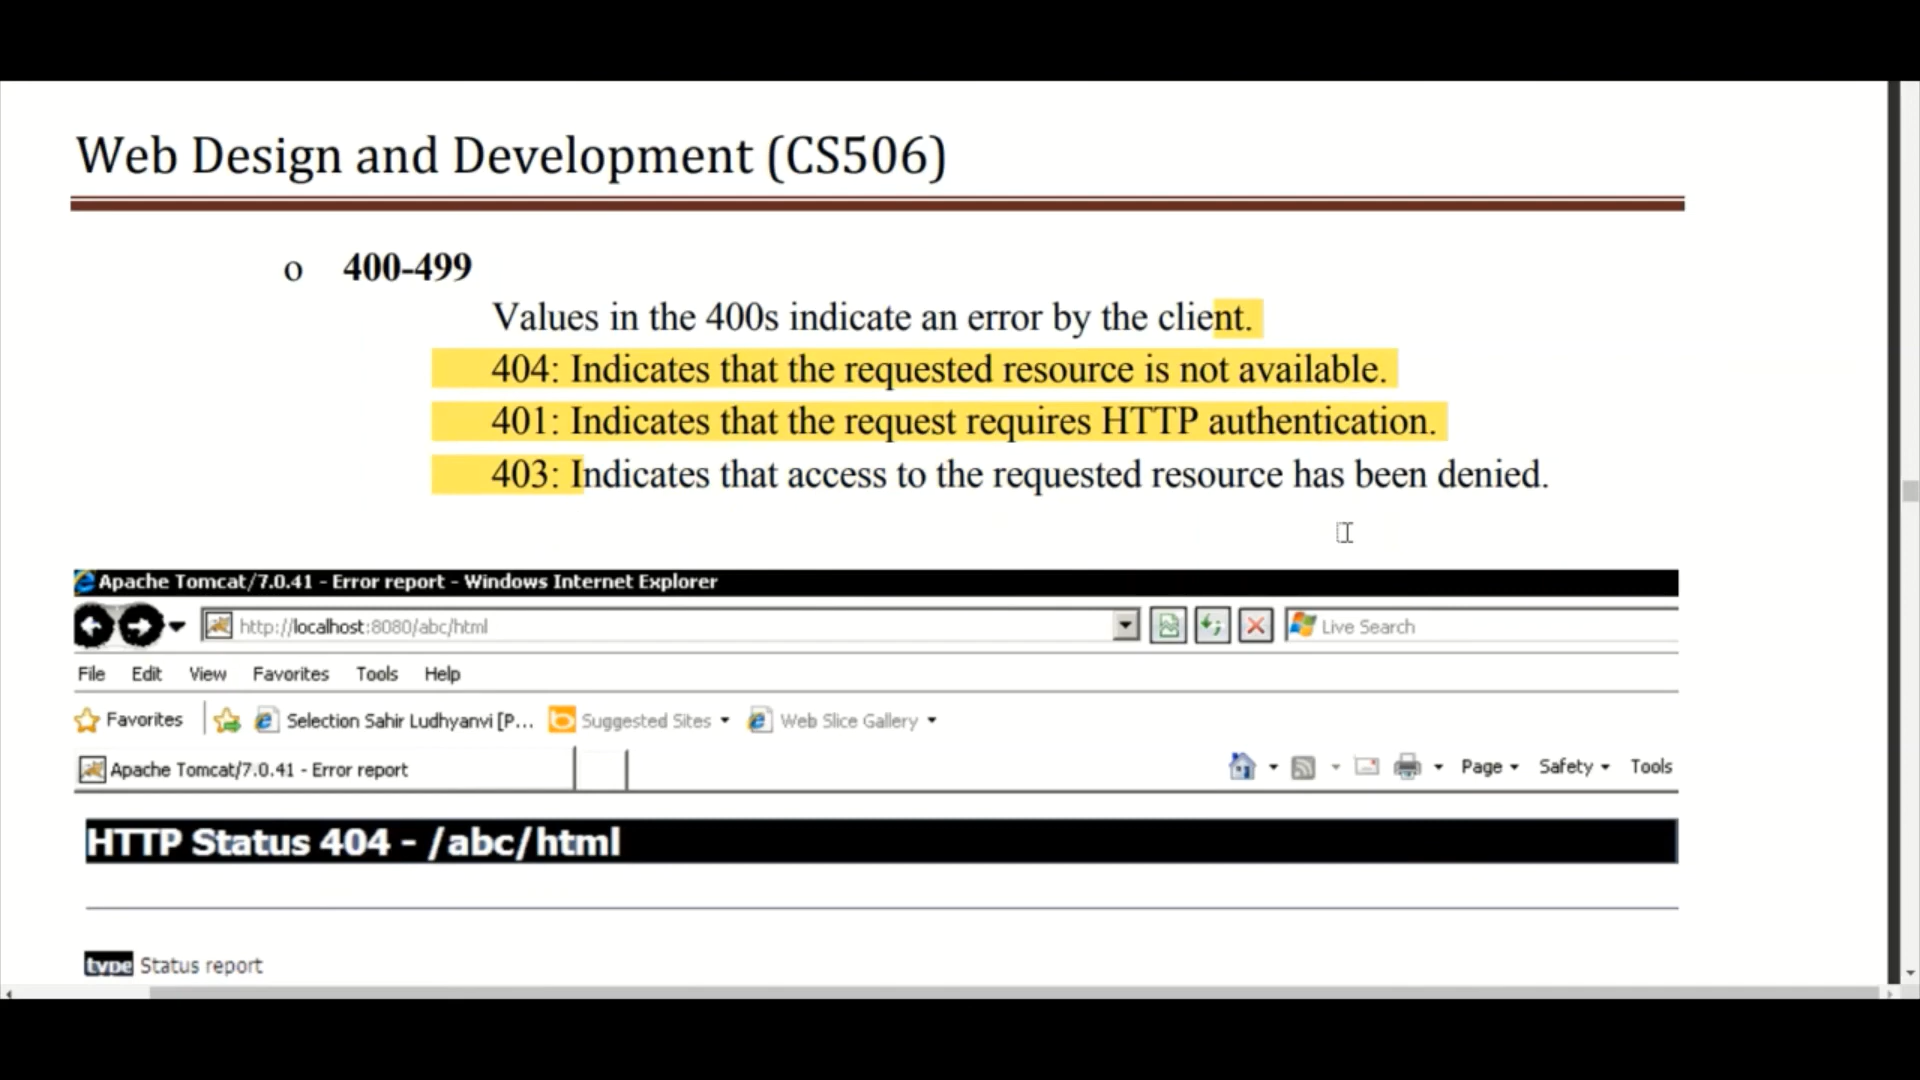 Web Design and Development (CS506)
o 400-499
Values in the 400s indicate an error by the client.
404: Indicates that the requested resource is not available.
401: Indicates that the request requires HTTP authentication.
403: Indicates that access to the requested resource has been denied.
Apache Tomcat/7.0.41 - Error report - Windows Internet Explorer
http://localhost:8080/abc/html Live Search
File Edit View Favorites Tools Help
Favorites Selection Sahir Ludhyanvi [P... Suggested Sites Web Slice Gallery
Apache Tomcat/7.0.41 - Error report Page Safety Tools
HTTP Status 404 - /abc/html
type Status report